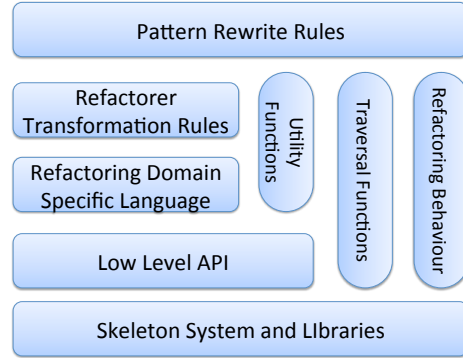 Pattern Rewrite Rules
Refactorer
Transformation Rules
Utility
Functions
Traversal Functions
Refactoring Behaviour
Refactoring Domain
Specific Language
Low Level API
Skeleton System and LIbraries